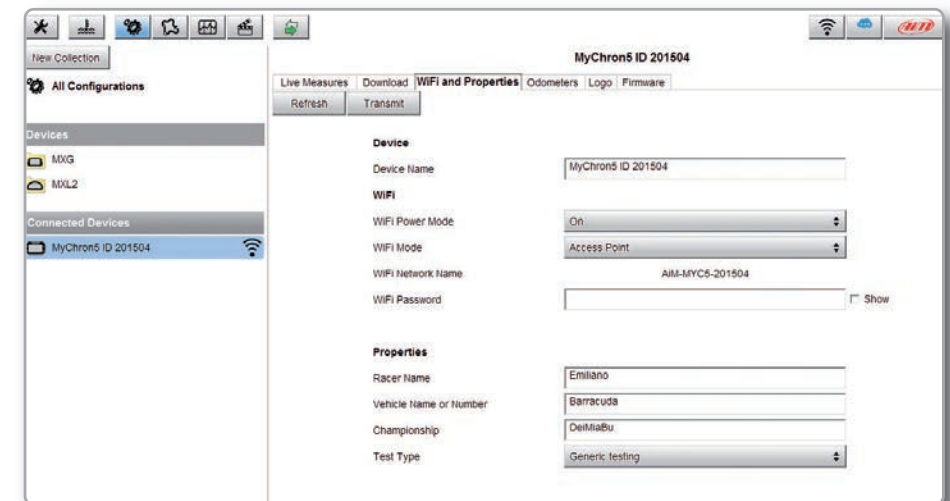 AiM
New Collection
MyChron5 ID 201504
All Configurations
Live Measures Download WiFi and Properties Odometers Logo Firmware
Refresh Transmit
Devices
MXG
MXL2
Connected Devices
MyChron5 ID 201504
Device
Device Name MyChron5 ID 201504
WiFi
WiFi Power Mode On
WiFi Mode Access Point
WiFi Network Name AiM-MYC5-201504
WiFi Password Show
Properties
Racer Name Emiliano
Vehicle Name or Number Barracuda
Championship DeiMiaBu
Test Type Generic testing